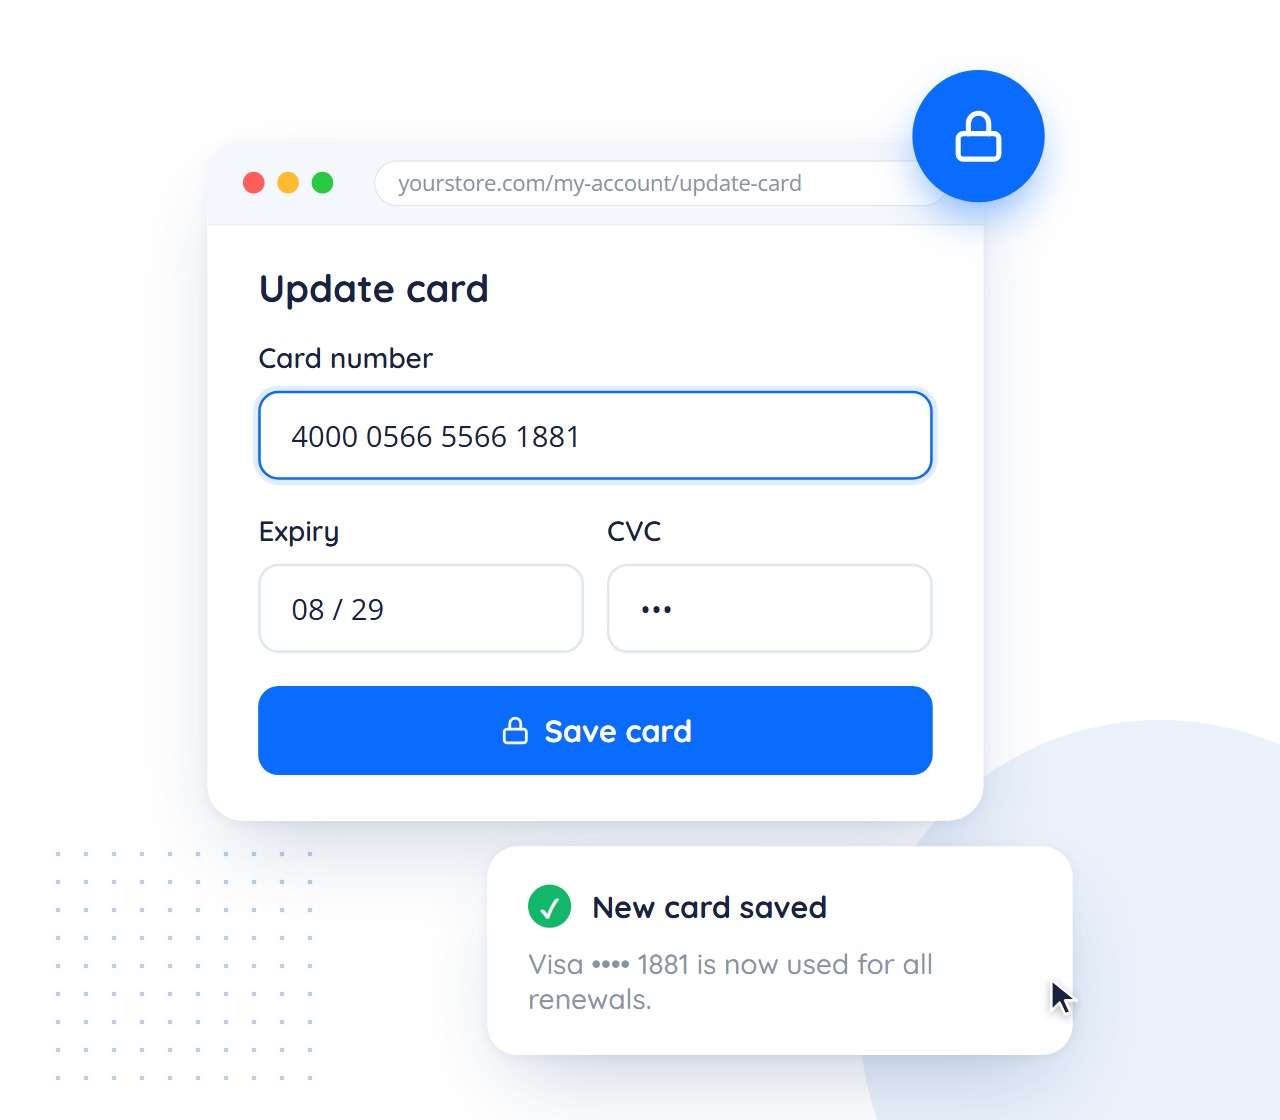 yourstore.com/my-account/update-card
Update card
Card number
4000 0566 5566 1881
Expiry
CVC
08 / 29
•••
Save card
New card saved
Visa •••• 1881 is now used for all
renewals.